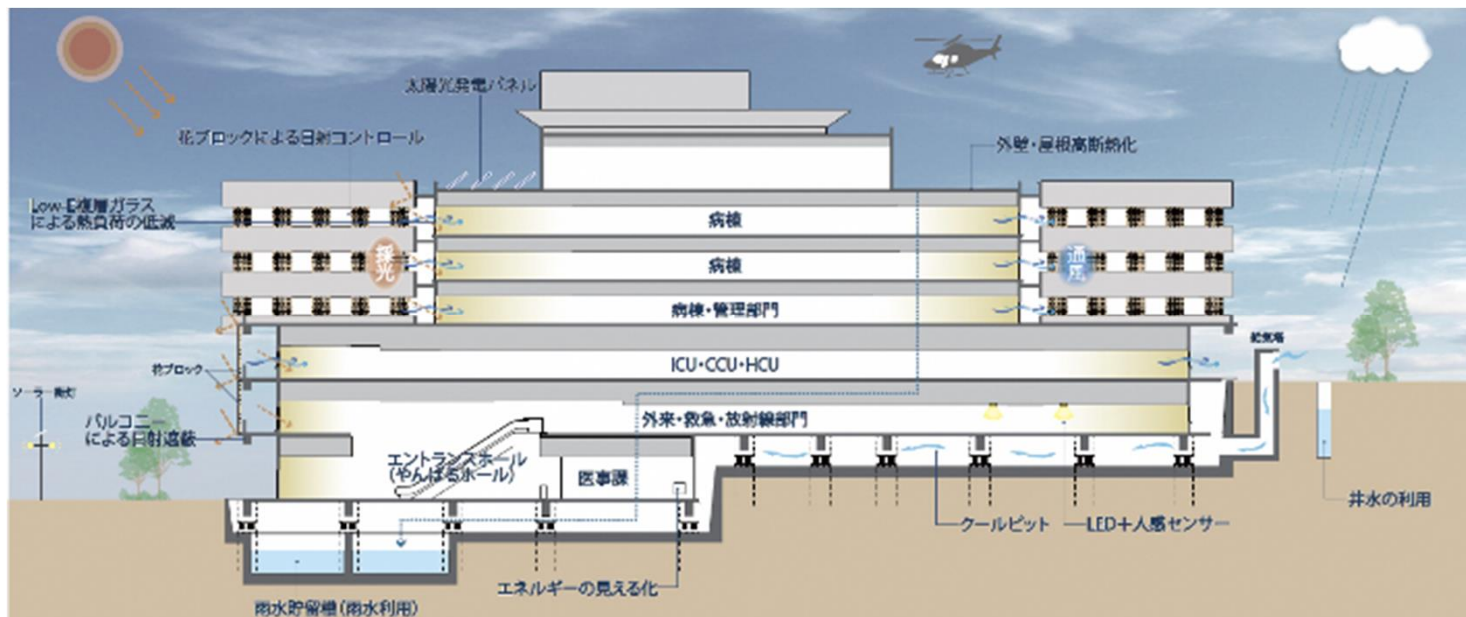 太陽光発電パネル
花ブロックによる日射コントロール
外壁・屋根高断熱化
Low-E複層ガラス
による熱負荷の低減
病棟
採光
病棟
通風
病棟・管理部門
給気塔
ICU・CCU・HCU
花ブロック
ソーラー街灯
バルコニー
による日射遮蔽
外来・救急・放射線部門
エントランスホール
(やんばるホール)
医事課
井水の利用
クールピット
LED+人感センサー
エネルギーの見える化
雨水貯留槽(雨水利用)